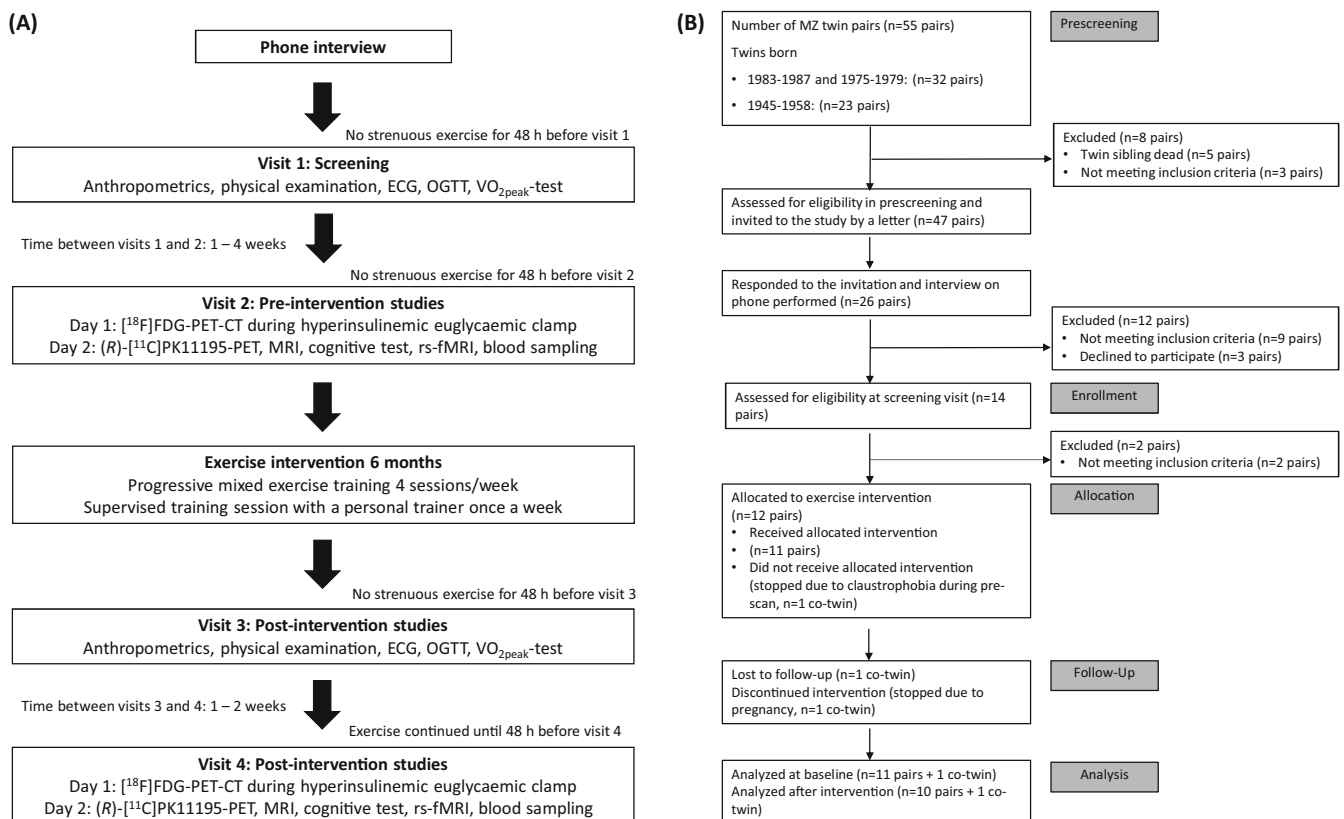 (A)
Phone interview
No strenuous exercise for 48 h before visit 1
Visit 1: Screening
Anthropometrics, physical examination, ECG, OGTT, VO2peak-test
Time between visits 1 and 2: 1 – 4 weeks
No strenuous exercise for 48 h before visit 2
Visit 2: Pre-intervention studies
Day 1: [18F]FDG-PET-CT during hyperinsulinemic euglycaemic clamp
Day 2: (R)-[11C]PK11195-PET, MRI, cognitive test, rs-fMRI, blood sampling
Exercise intervention 6 months
Progressive mixed exercise training 4 sessions/week
Supervised training session with a personal trainer once a week
No strenuous exercise for 48 h before visit 3
Visit 3: Post-intervention studies
Anthropometrics, physical examination, ECG, OGTT, VO2peak-test
Time between visits 3 and 4: 1 – 2 weeks
Exercise continued until 48 h before visit 4
Visit 4: Post-intervention studies
Day 1: [18F]FDG-PET-CT during hyperinsulinemic euglycaemic clamp
Day 2: (R)-[11C]PK11195-PET, MRI, cognitive test, rs-fMRI, blood sampling
(B)
Number of MZ twin pairs (n=55 pairs)
Twins born
• 1983-1987 and 1975-1979: (n=32 pairs)
• 1945-1958: (n=23 pairs)
Prescreening
Excluded (n=8 pairs)
• Twin sibling dead (n=5 pairs)
• Not meeting inclusion criteria (n=3 pairs)
Assessed for eligibility in prescreening and
invited to the study by a letter (n=47 pairs)
Responded to the invitation and interview on
phone performed (n=26 pairs)
Excluded (n=12 pairs)
• Not meeting inclusion criteria (n=9 pairs)
• Declined to participate (n=3 pairs)
Assessed for eligibility at screening visit (n=14
pairs)
Enrollment
Excluded (n=2 pairs)
• Not meeting inclusion criteria (n=2 pairs)
Allocated to exercise intervention
(n=12 pairs)
• Received allocated intervention
• (n=11 pairs)
• Did not receive allocated intervention
(stopped due to claustrophobia during pre-
scan, n=1 co-twin)
Allocation
Lost to follow-up (n=1 co-twin)
Discontinued intervention (stopped due to
pregnancy, n=1 co-twin)
Follow-Up
Analyzed at baseline (n=11 pairs + 1 co-twin)
Analyzed after intervention (n=10 pairs + 1 co-
twin)
Analysis